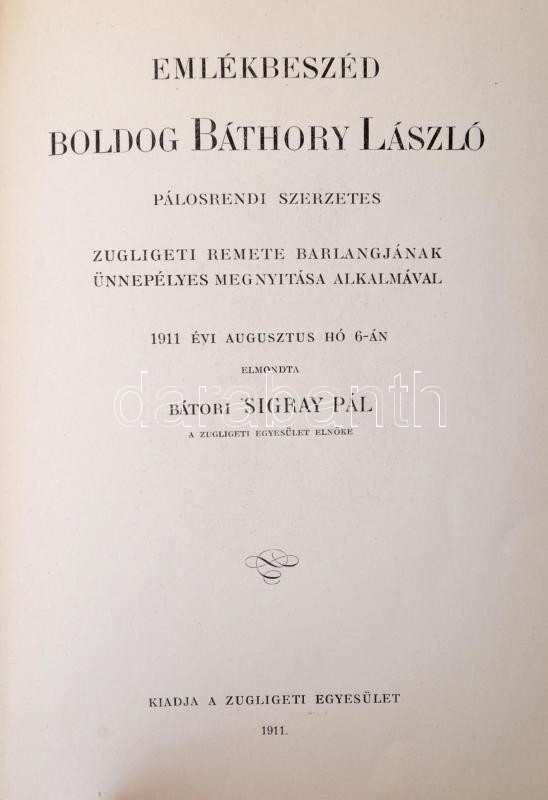 EMLÉKBESZÉD
BOLDOG BÁTHORY LÁSZLÓ
PÁLOSRENDI SZERZETES
ZUGLIGETI REMETE BARLANGJÁNAK
ÜNNEPÉLYES MEGNYITÁSA ALKALMÁVAL
1911 ÉVI AUGUSZTUS HÓ 6-ÁN
ELMONDTA
darabanth
BÁTORI SIGRAY PÁL
A ZUGLIGETI EGYESÜLET ELNÖKE
KIADJA A ZUGLIGETI EGYESÜLET
1911.